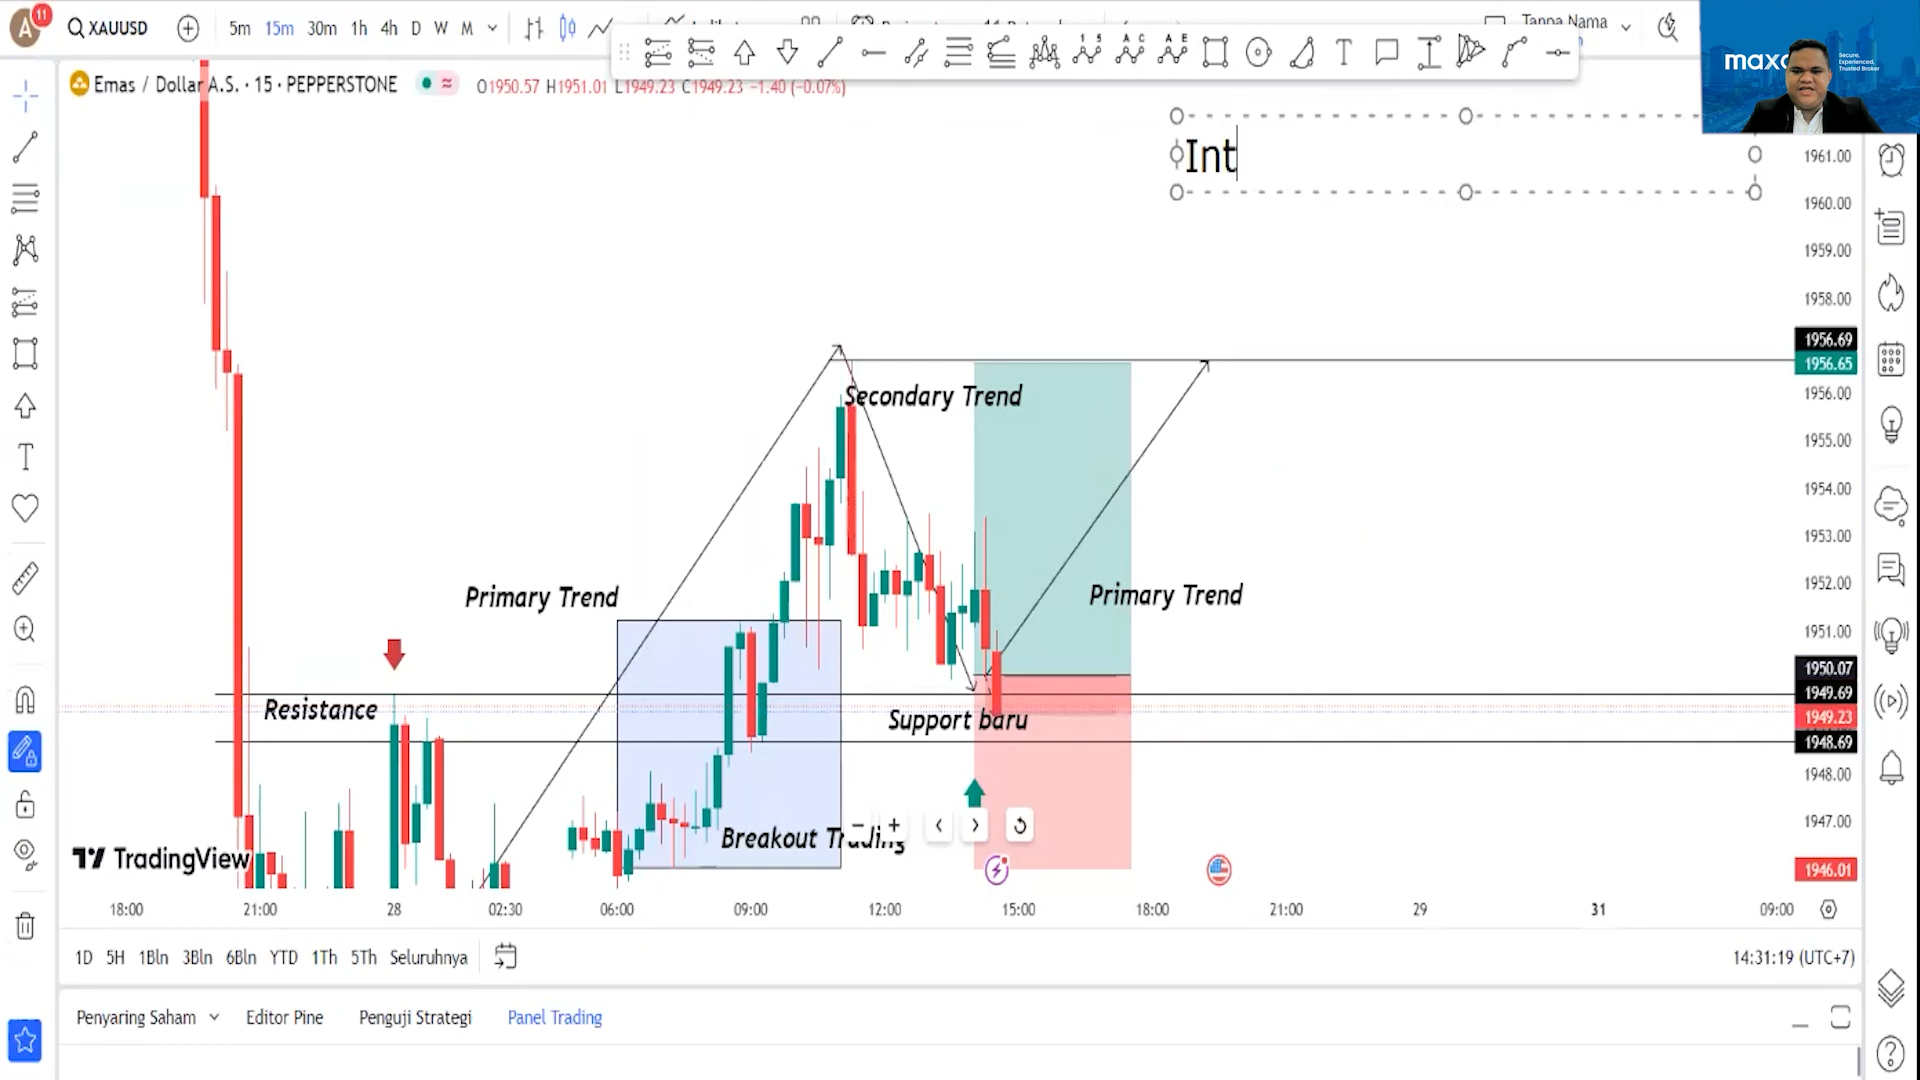 A 11 XAUUSD 5m 15m 30m 1h 4h D W M Tanpa Nama
maxc Secure, Experienced, Trusted Broker
Emas / Dollar A.S. · 15 · PEPPERSTONE O1950.57 H1951.01 L1949.23 C1949.23 −1.40 (−0.07%)
Int
1961.00
1960.00
1959.00
1958.00
1956.69
1956.65
1956.00
Secondary Trend
1955.00
1954.00
1953.00
1952.00
Primary Trend
Primary Trend
1951.00
1950.07
1949.69
Resistance
1949.23
Support baru
1948.69
1948.00
1947.00
Breakout Trading
TradingView
1946.01
18:00 21:00 28 02:30 06:00 09:00 12:00 15:00 18:00 21:00 29 31 09:00
1D 5H 1Bln 3Bln 6Bln YTD 1Th 5Th Seluruhnya 14:31:19 (UTC+7)
Penyaring Saham Editor Pine Penguji Strategi Panel Trading